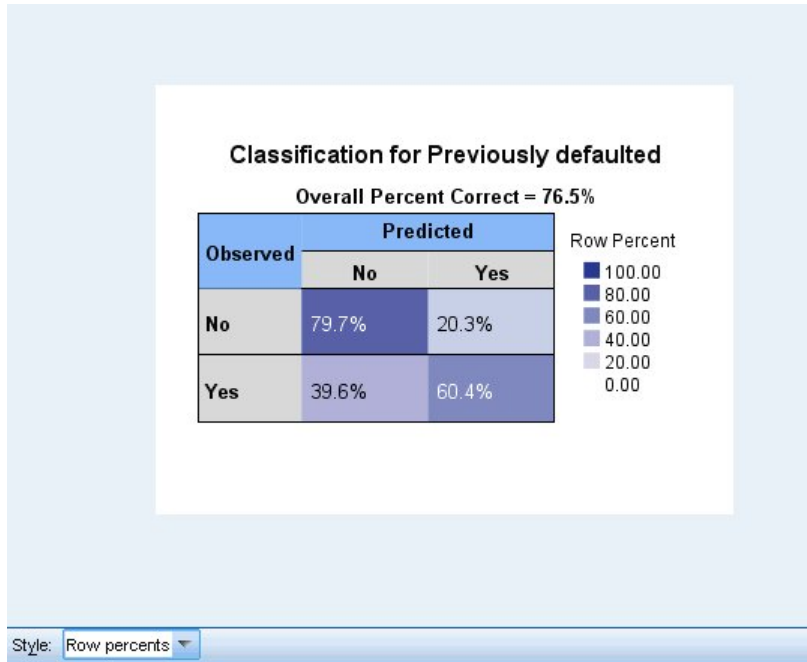 Classification for Previously defaulted
Overall Percent Correct = 76.5%
Observed
Predicted
No Yes
No 79.7% 20.3%
Yes 39.6% 60.4%
Row Percent
100.00
80.00
60.00
40.00
20.00
0.00
Style: Row percents